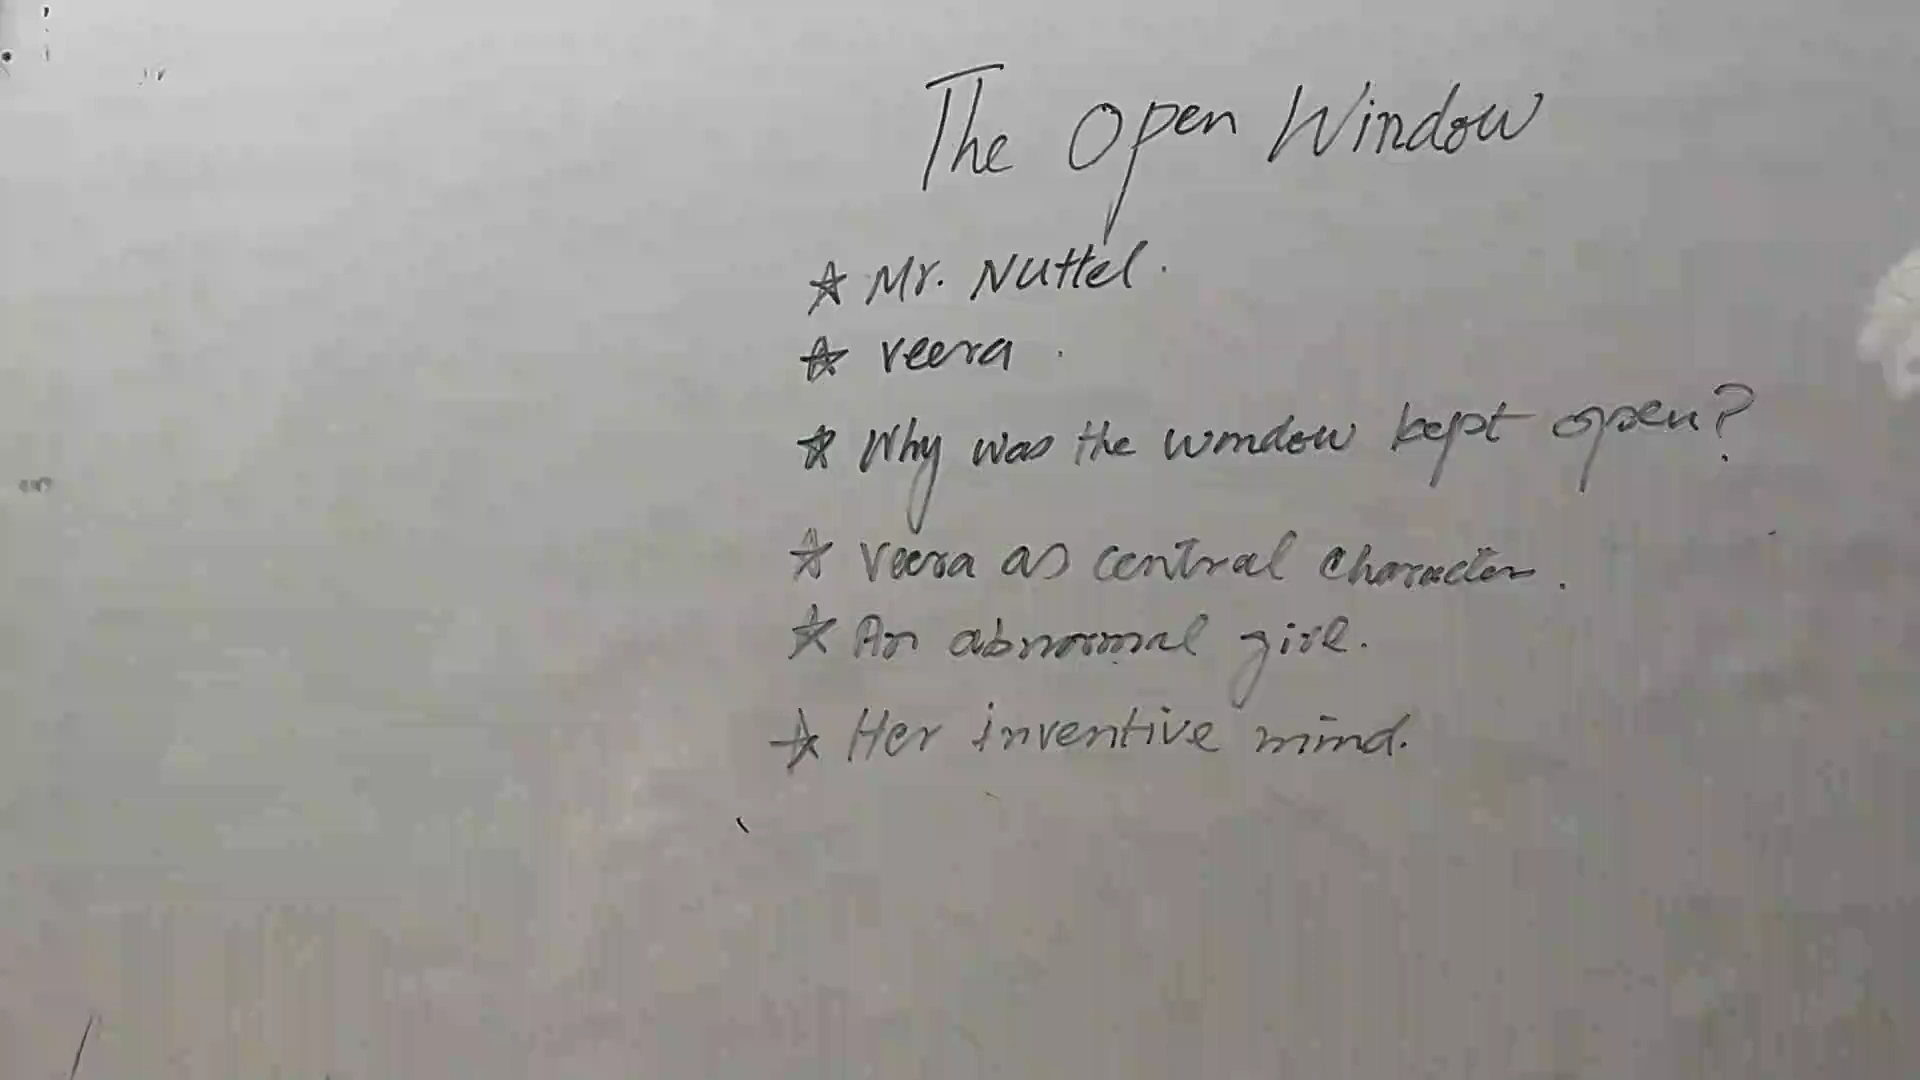 The Open Window
☆ Mr. Nuttel.
☆ veera.
☆ Why was the window kept open?
☆ Veera as central character.
☆ An abnormal girl.
☆ Her inventive mind.